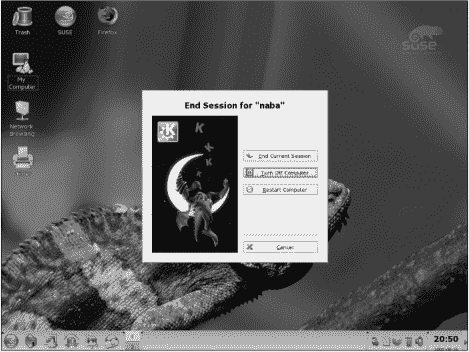 Trash
SUSE
Firefox
SUSE
My
Computer
Network
Browsing
End Session for "naba"
K
K
K
K
K
End Current Session
Turn Off Computer
Restart Computer
Cancel
20:50